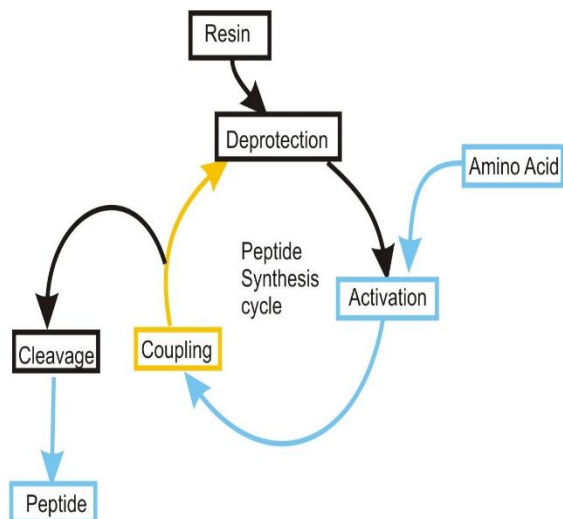 Resin
Deprotection
Amino Acid
Peptide
Synthesis
cycle
Activation
Cleavage
Coupling
Peptide